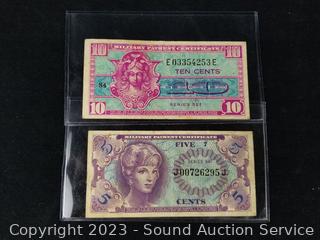 10 MILITARY PAYMENT CERTIFICATE 10
E03354253E
TEN CENTS
84
10 SERIES 521 10
MILITARY PAYMENT CERTIFICATE
5 FIVE 7 5
SERIES
J00726295J
5 CENTS 5
Copyright 2023 - Sound Auction Service